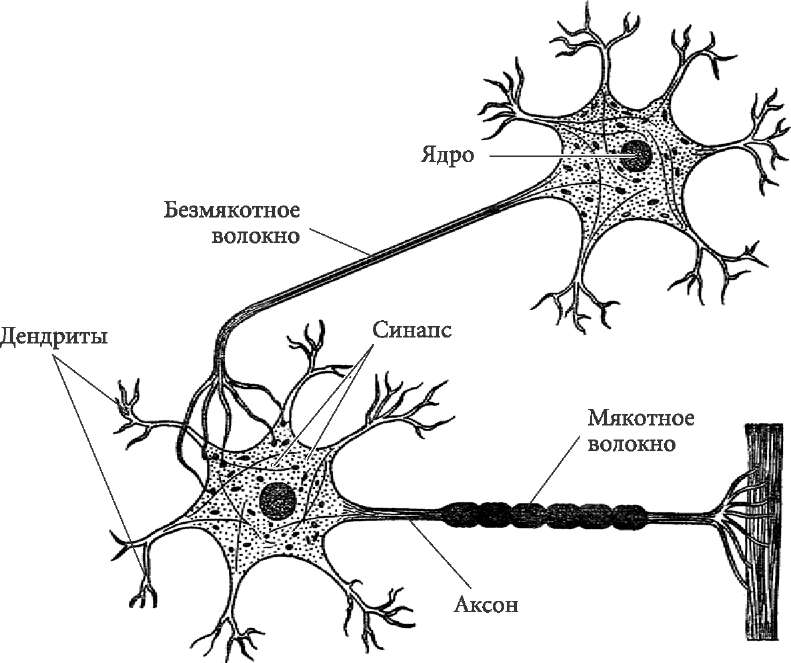 Ядро
Безмякотное
волокно
Дендриты
Синапс
Мякотное
волокно
Аксон